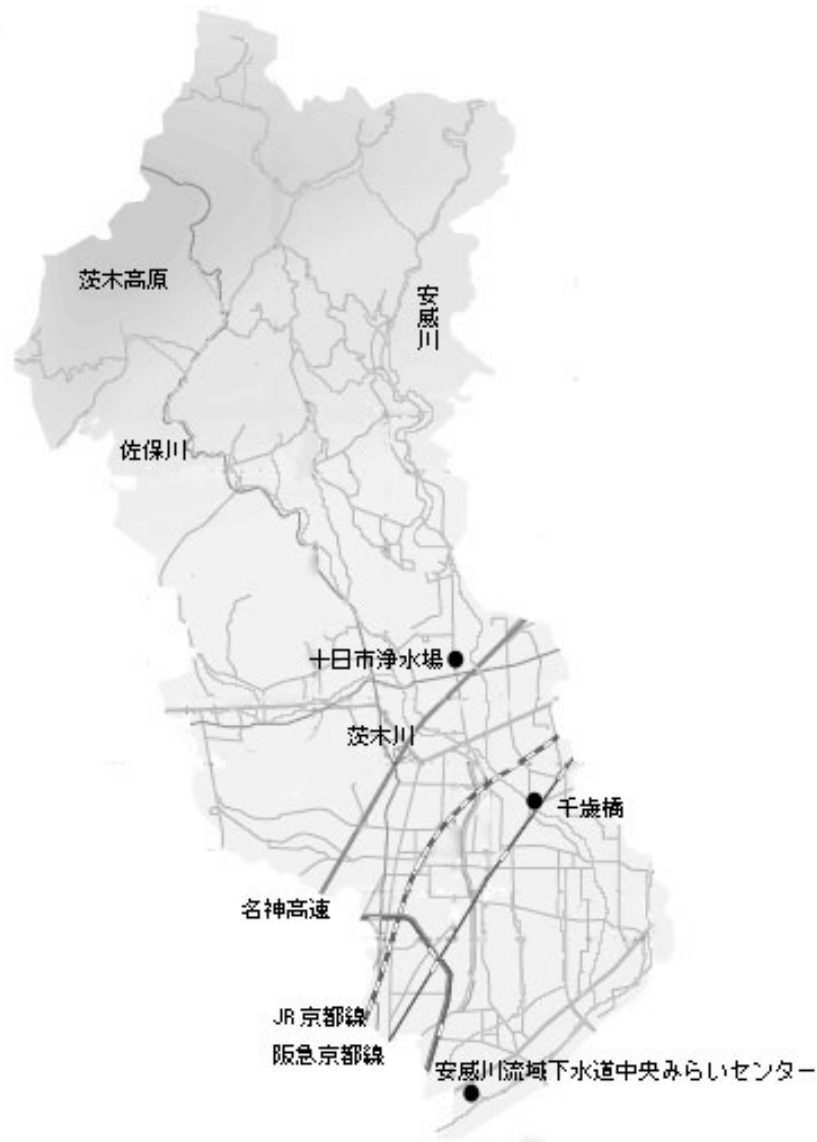 茨木高原
安威川
佐保川
十日市浄水場
茨木川
千歳橋
名神高速
JR京都線
阪急京都線
安威川流域下水道中央みらいセンター